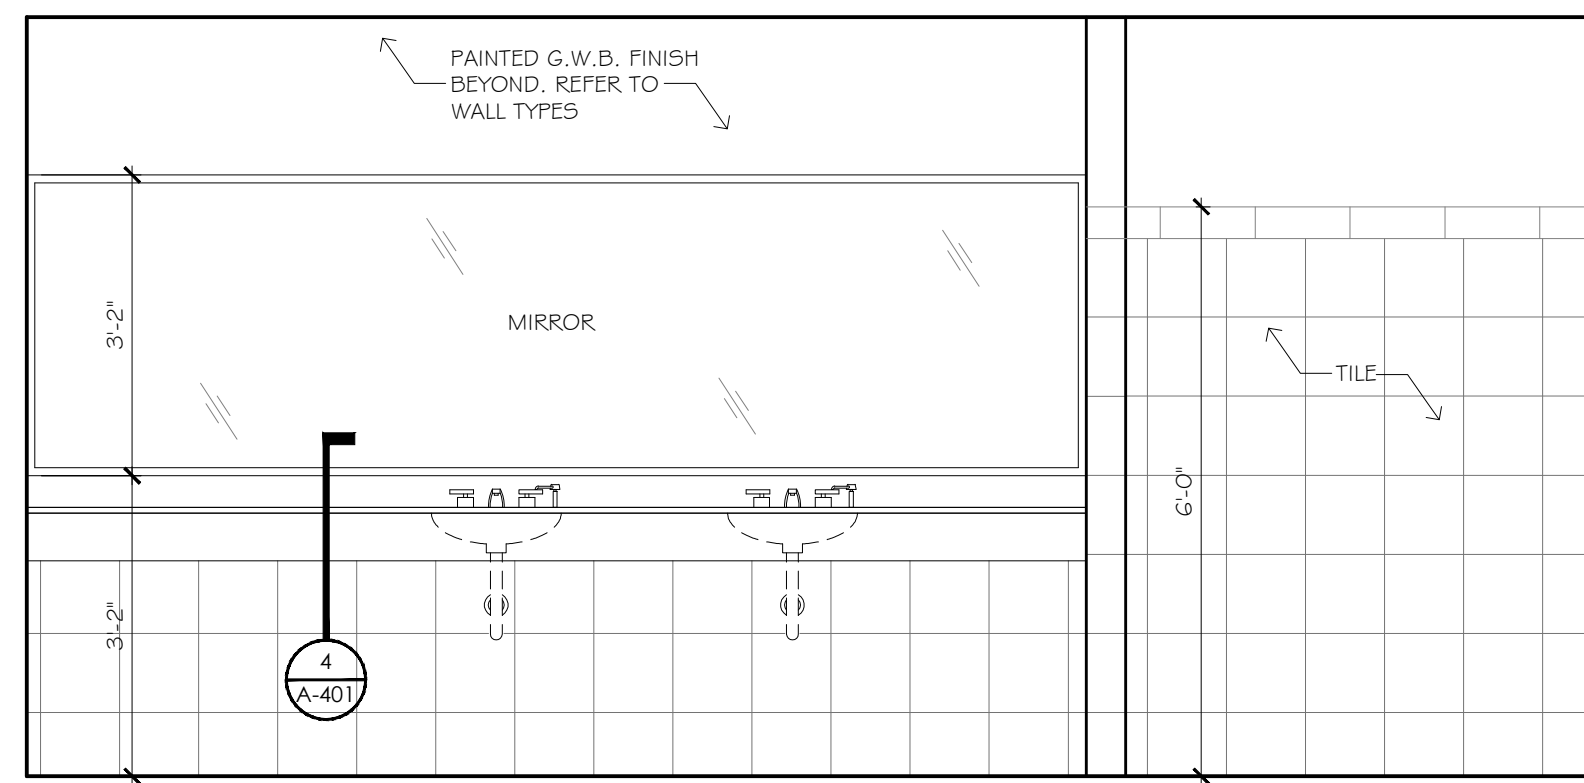 PAINTED G.W.B. FINISH
BEYOND. REFER TO
WALL TYPES
3'-2"
MIRROR
TILE
6'-0"
3'-2"
4
A-401